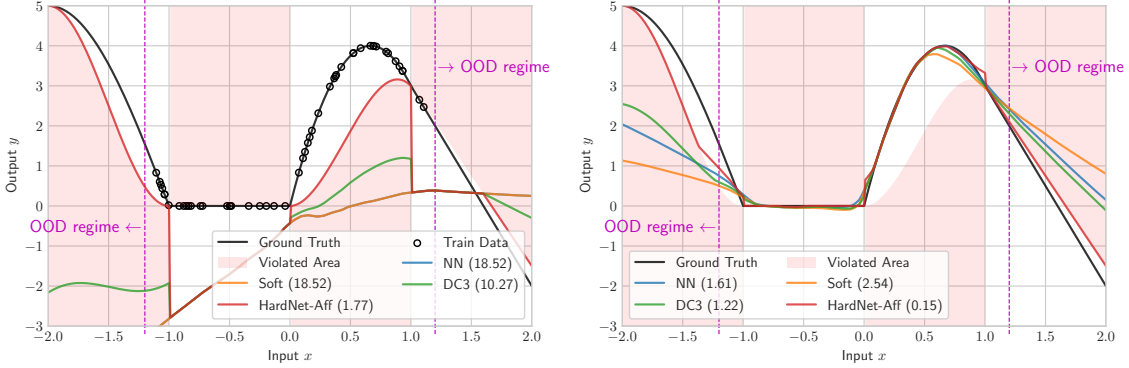 5
4
3
2
1
0
−1
−2
−3
Output y
→ OOD regime
OOD regime ←
Ground Truth
Violated Area
Soft (18.52)
HardNet-Aff (1.77)
Train Data
NN (18.52)
DC3 (10.27)
−2.0 −1.5 −1.0 −0.5 0.0 0.5 1.0 1.5 2.0
Input x
5
4
3
2
1
0
−1
−2
−3
Output y
→ OOD regime
OOD regime ←
Ground Truth
NN (1.61)
DC3 (1.22)
Violated Area
Soft (2.54)
HardNet-Aff (0.15)
−2.0 −1.5 −1.0 −0.5 0.0 0.5 1.0 1.5 2.0
Input x